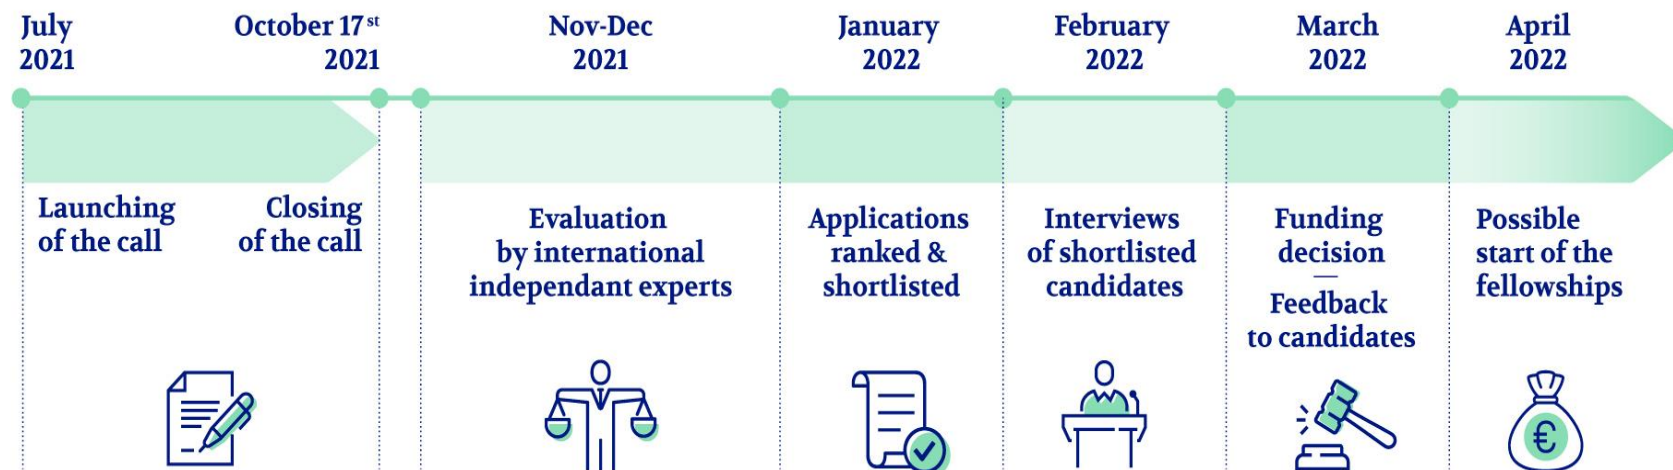 July
2021
October 17st
2021
Nov-Dec
2021
January
2022
February
2022
March
2022
April
2022
Launching
of the call
Closing
of the call
Evaluation
by international
independant experts
Applications
ranked &
shortlisted
Interviews
of shortlisted
candidates
Funding
decision
—
Feedback
to candidates
Possible
start of the
fellowships
€